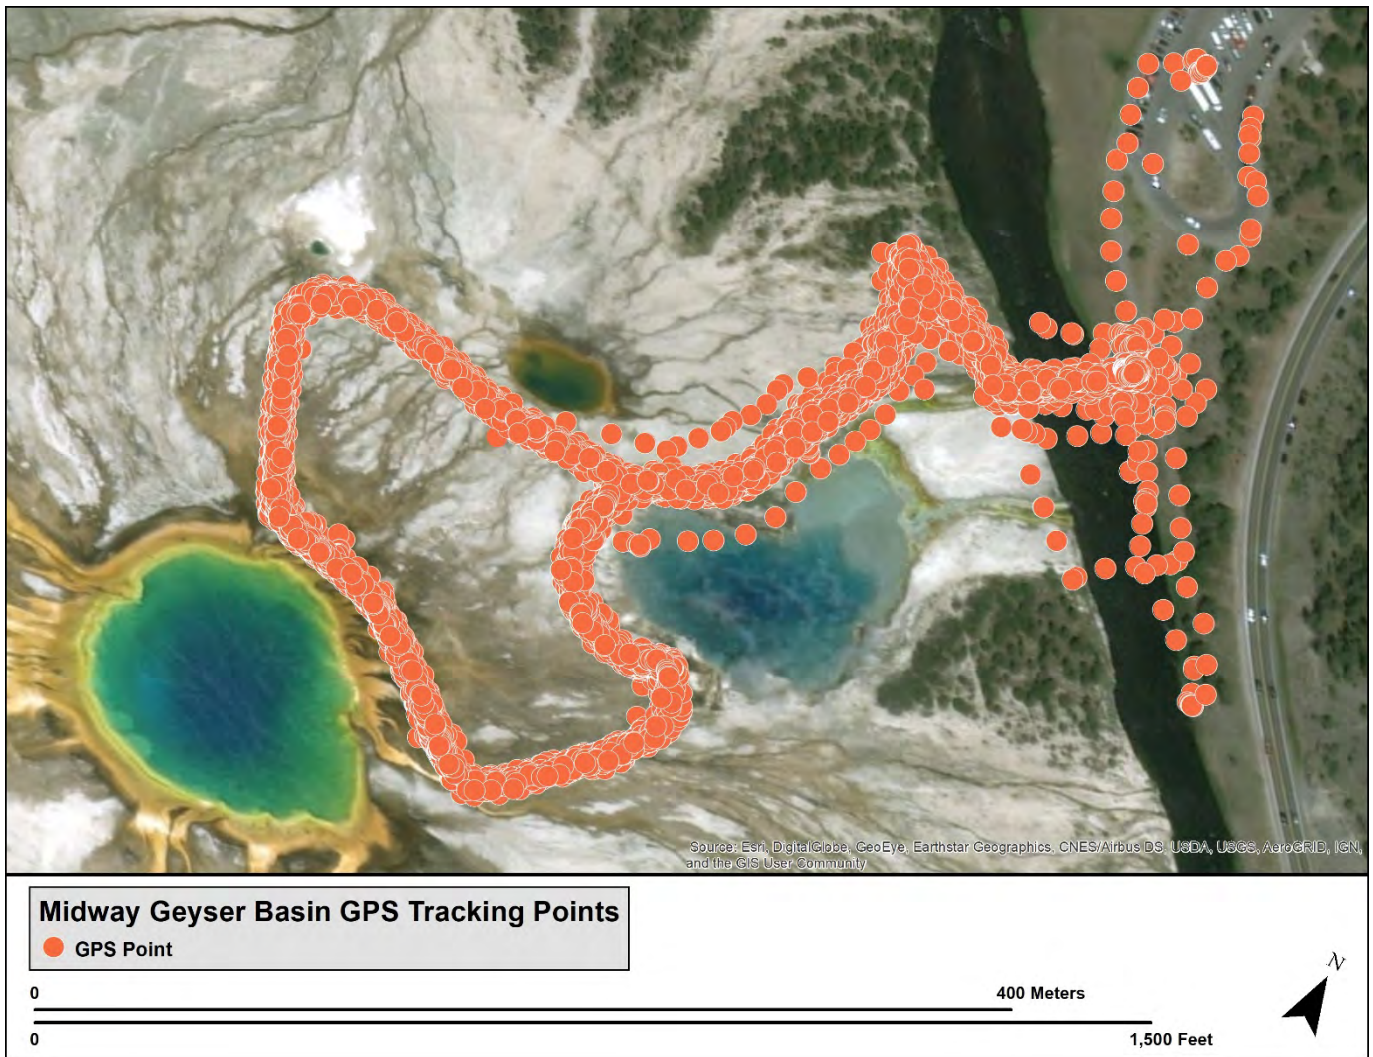 Source: Esri, DigitalGlobe, GeoEye, Earthstar Geographics, CNES/Airbus DS, USDA, USGS, AeroGRID, IGN,
and the GIS User Community
Midway Geyser Basin GPS Tracking Points
GPS Point
N
0
400 Meters
0
1,500 Feet